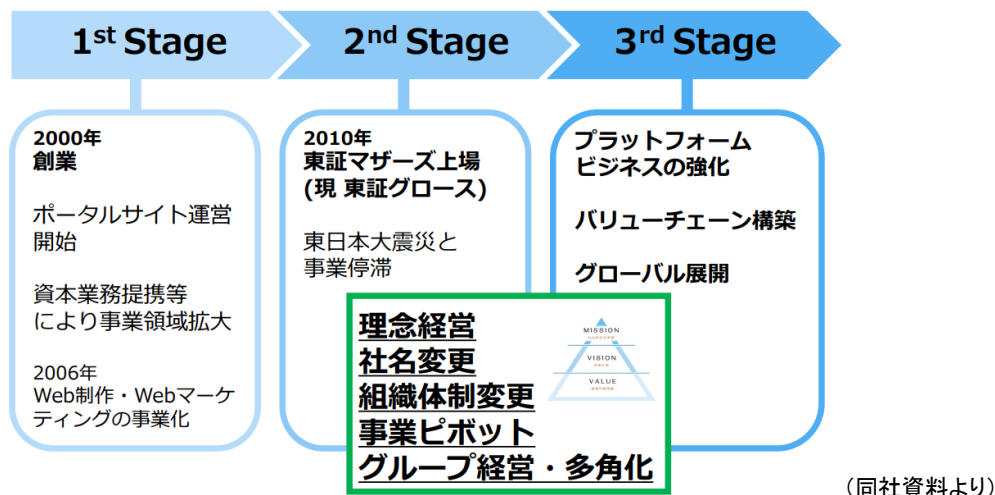 1st Stage
2nd Stage
3rd Stage
2000年
創業
ポータルサイト運営
開始
資本業務提携等
により事業領域拡大
2006年
Web制作・Webマーケ
ティングの事業化
2010年
東証マザーズ上場
(現 東証グロース)
東日本大震災と
事業停滞
プラットフォーム
ビジネスの強化
バリューチェーン構築
グローバル展開
理念経営
社名変更
組織体制変更
事業ピボット
グループ経営・多角化
MISSION
VISION
VALUE
(同社資料より)